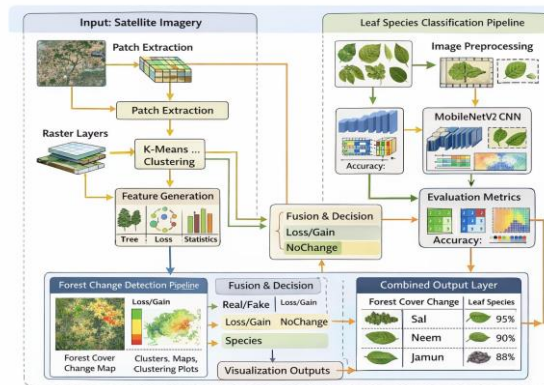 Input: Satellite Imagery
Patch Extraction
Patch Extraction
Raster Layers
K-Means ...
Clustering
Feature Generation
Tree
Loss
Statistics
Leaf Species Classification Pipeline
Image Preprocessing
MobileNetV2 CNN
Accuracy:
Evaluation Metrics
Accuracy:
Fusion & Decision
Loss/Gain
NoChange
Forest Change Detection Pipeline
Loss/Gain
Forest Cover
Change Map
Clusters, Maps,
Clustering Plots
Fusion & Decision
Real/Fake
Loss/Gain
Loss/Gain
NoChange
Species
Visualization Outputs
Combined Output Layer
Forest Cover Change
Leaf Species
Sal
95%
Neem
90%
Jamun
88%